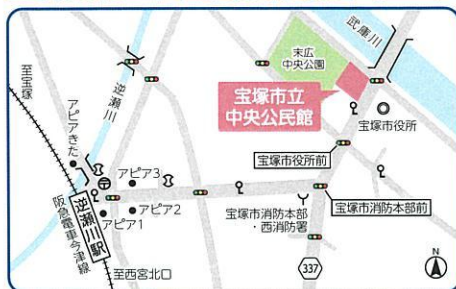 武庫川
末広
中央公園
至宝塚
逆瀬川
宝塚市立
中央公民館
宝塚市役所
アピアきた
宝塚市役所前
アピア3
逆瀬川駅
阪急電車今津線
アピア1
アピア2
宝塚市消防本部
・西消防署
宝塚市消防本部前
337
至西宮北口
N